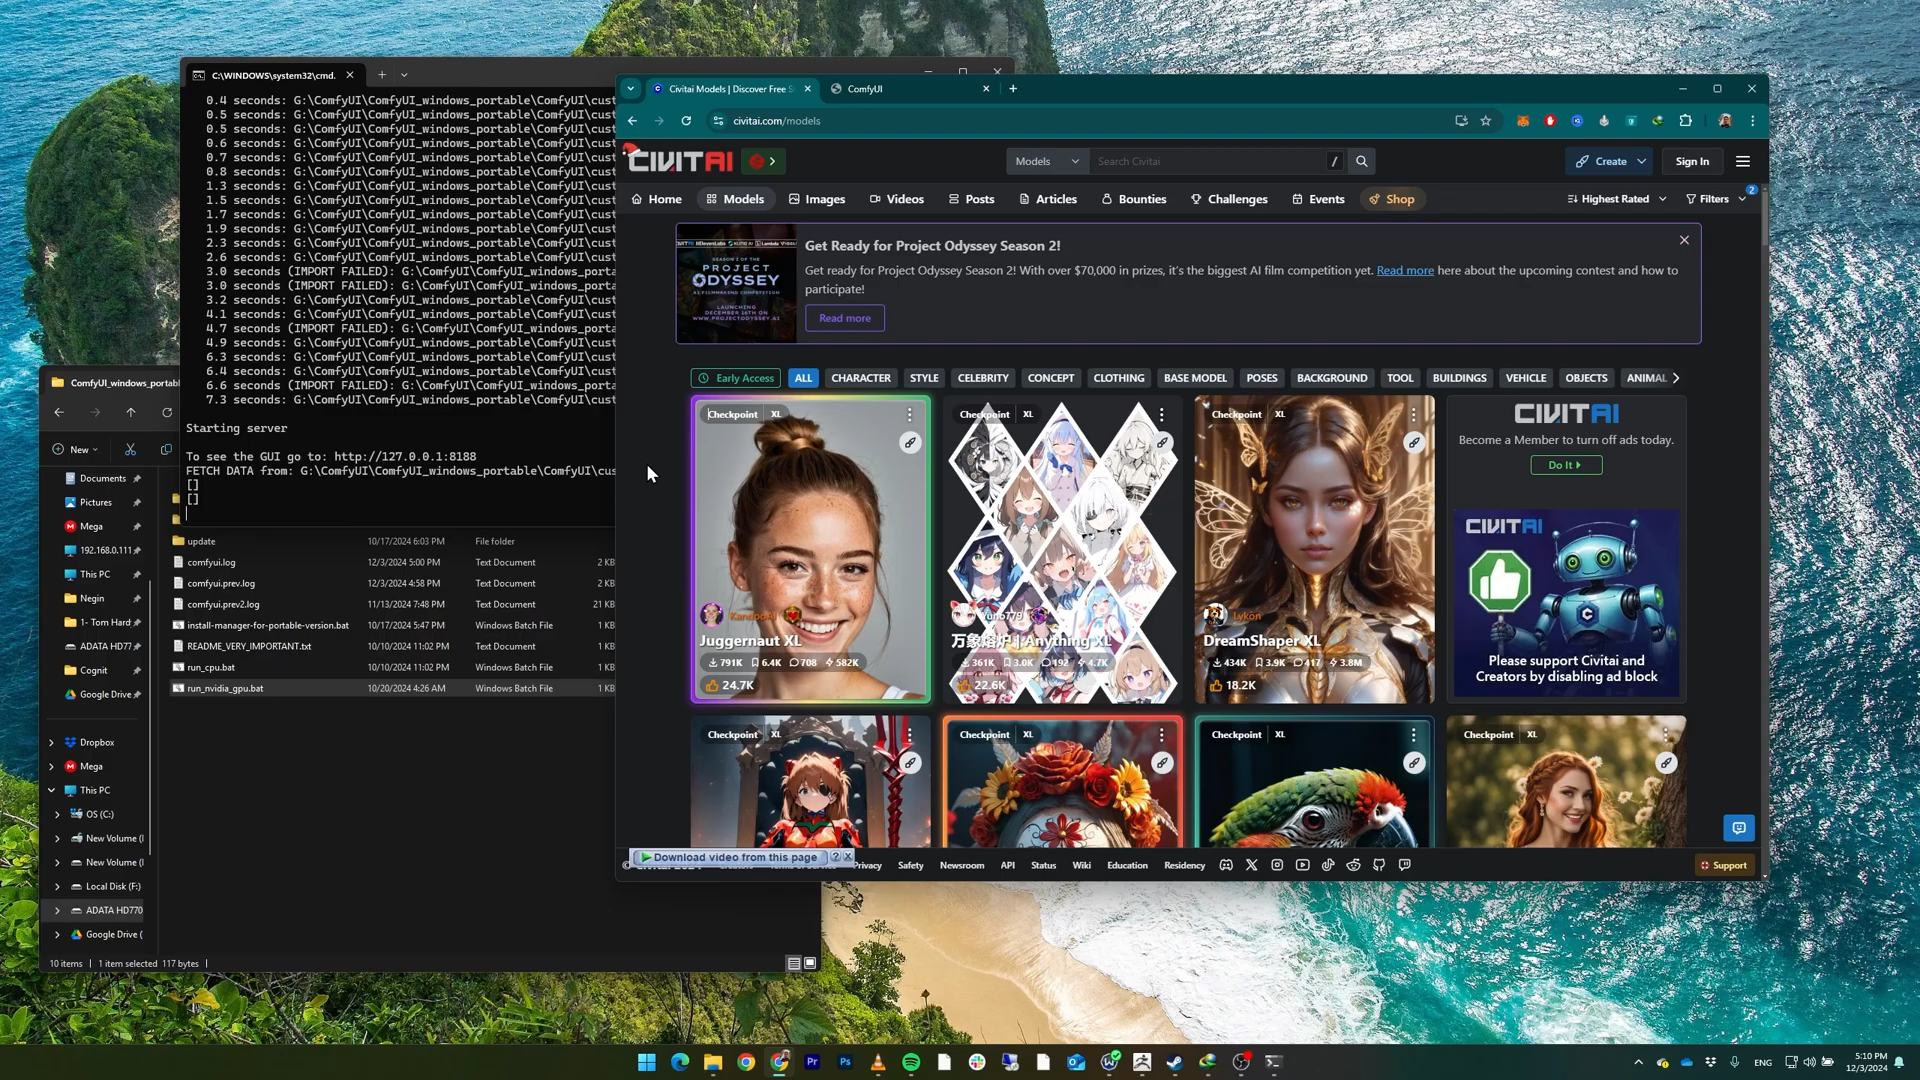 C:\WINDOWS\system32\cmd.
0.4 seconds: G:\ComfyUI\ComfyUI_windows_portable\ComfyUI\cust
0.5 seconds: G:\ComfyUI\ComfyUI_windows_portable\ComfyUI\cust
0.5 seconds: G:\ComfyUI\ComfyUI_windows_portable\ComfyUI\cust
0.6 seconds: G:\ComfyUI\ComfyUI_windows_portable\ComfyUI\cust
0.7 seconds: G:\ComfyUI\ComfyUI_windows_portable\ComfyUI\cust
0.8 seconds: G:\ComfyUI\ComfyUI_windows_portable\ComfyUI\cust
1.3 seconds: G:\ComfyUI\ComfyUI_windows_portable\ComfyUI\cust
1.5 seconds: G:\ComfyUI\ComfyUI_windows_portable\ComfyUI\cust
1.7 seconds: G:\ComfyUI\ComfyUI_windows_portable\ComfyUI\cust
1.9 seconds: G:\ComfyUI\ComfyUI_windows_portable\ComfyUI\cust
2.3 seconds: G:\ComfyUI\ComfyUI_windows_portable\ComfyUI\cust
2.6 seconds: G:\ComfyUI\ComfyUI_windows_portable\ComfyUI\cust
3.0 seconds (IMPORT FAILED): G:\ComfyUI\ComfyUI_windows_porta
3.0 seconds (IMPORT FAILED): G:\ComfyUI\ComfyUI_windows_porta
3.2 seconds: G:\ComfyUI\ComfyUI_windows_portable\ComfyUI\cust
4.1 seconds: G:\ComfyUI\ComfyUI_windows_portable\ComfyUI\cust
4.7 seconds (IMPORT FAILED): G:\ComfyUI\ComfyUI_windows_porta
4.9 seconds: G:\ComfyUI\ComfyUI_windows_portable\ComfyUI\cust
6.3 seconds: G:\ComfyUI\ComfyUI_windows_portable\ComfyUI\cust
6.4 seconds: G:\ComfyUI\ComfyUI_windows_portable\ComfyUI\cust
6.6 seconds (IMPORT FAILED): G:\ComfyUI\ComfyUI_windows_porta
7.3 seconds: G:\ComfyUI\ComfyUI_windows_portable\ComfyUI\cust
Starting server
To see the GUI go to: http://127.0.0.1:8188
FETCH DATA from: G:\ComfyUI\ComfyUI_windows_portable\ComfyUI\cus
[]
[]
ComfyUI_windows_portabl
New
Documents
Pictures
Mega
192.168.0.111
This PC
Negin
1- Tom Hard
ADATA HD77
Cognit
Google Drive
Dropbox
Mega
This PC
OS (C:)
New Volume (
New Volume (
Local Disk (F:)
ADATA HD770
Google Drive (
update 10/17/2024 6:03 PM File folder
comfyui.log 12/3/2024 5:00 PM Text Document 2 KB
comfyui.prev.log 12/3/2024 4:58 PM Text Document 2 KB
comfyui.prev2.log 11/13/2024 7:48 PM Text Document 21 KB
install-manager-for-portable-version.bat 10/17/2024 5:47 PM Windows Batch File 1 KB
README_VERY_IMPORTANT.txt 10/10/2024 11:02 PM Text Document 1 KB
run_cpu.bat 10/10/2024 11:02 PM Windows Batch File 1 KB
run_nvidia_gpu.bat 10/20/2024 4:26 AM Windows Batch File 1 KB
10 items 1 item selected 117 bytes
Civitai Models | Discover Free S
ComfyUI
civitai.com/models
CIVITAI
Models Search Civitai /
Create Sign In
Home Models Images Videos Posts Articles Bounties Challenges Events Shop
Highest Rated Filters 2
PROJECT
ODYSSEY
Get Ready for Project Odyssey Season 2!
Get ready for Project Odyssey Season 2! With over $70,000 in prizes, it's the biggest AI film competition yet. Read more here about the upcoming contest and how to
participate!
Read more
Early Access ALL CHARACTER STYLE CELEBRITY CONCEPT CLOTHING BASE MODEL POSES BACKGROUND TOOL BUILDINGS VEHICLE OBJECTS ANIMAL
Checkpoint XL
KandooAI
Juggernaut XL
791K 6.4K 708 582K
24.7K
Checkpoint XL
Yuno779
万象熔炉 | Anything XL
361K 3.0K 192 4.7K
22.6K
Checkpoint XL
Lykon
DreamShaper XL
434K 3.9K 417 3.8M
18.2K
CIVITAI
Become a Member to turn off ads today.
Do It
CIVITAI
Please support Civitai and
Creators by disabling ad block
Checkpoint XL
Checkpoint XL
Checkpoint XL
Checkpoint XL
Download video from this page ? X
Privacy Safety Newsroom API Status Wiki Education Residency
Support
ENG
5:10 PM
12/3/2024